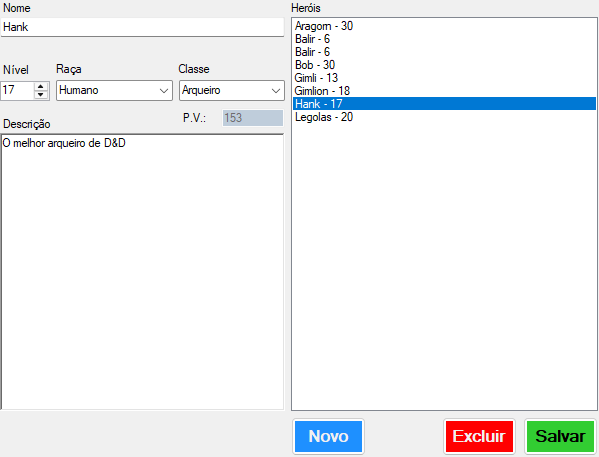 Nome
Hank
Nível
Raça
Classe
17
Humano
Arqueiro
P.V.:
153
Descrição
O melhor arqueiro de D&D
Heróis
Aragorn - 30
Balir - 6
Balir - 6
Bob - 30
Gimli - 13
Gimlion - 18
Hank - 17
Legolas - 20
Novo
Excluir
Salvar